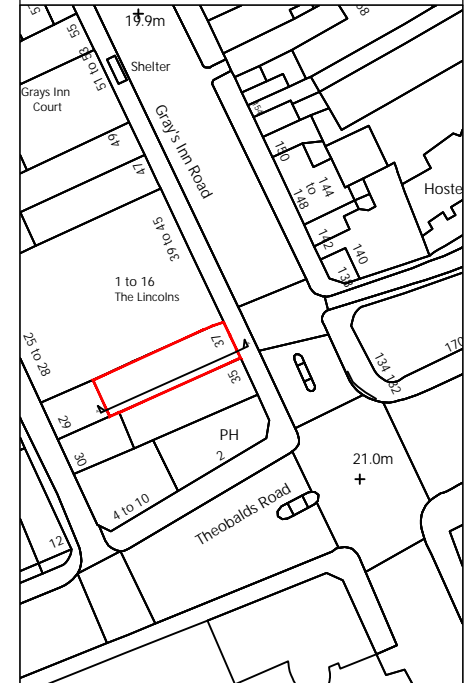 55
19.9m
68
51 to 53
Shelter
Grays Inn
Court
Gray's Inn Road
49
47
150
144
to
148
Hoste
39 to 45
142
140
138
1 to 16
The Lincolns
25 to 28
37
35
134
132
170
29
30
PH
2
21.0m
4 to 10
Theobalds Road
12